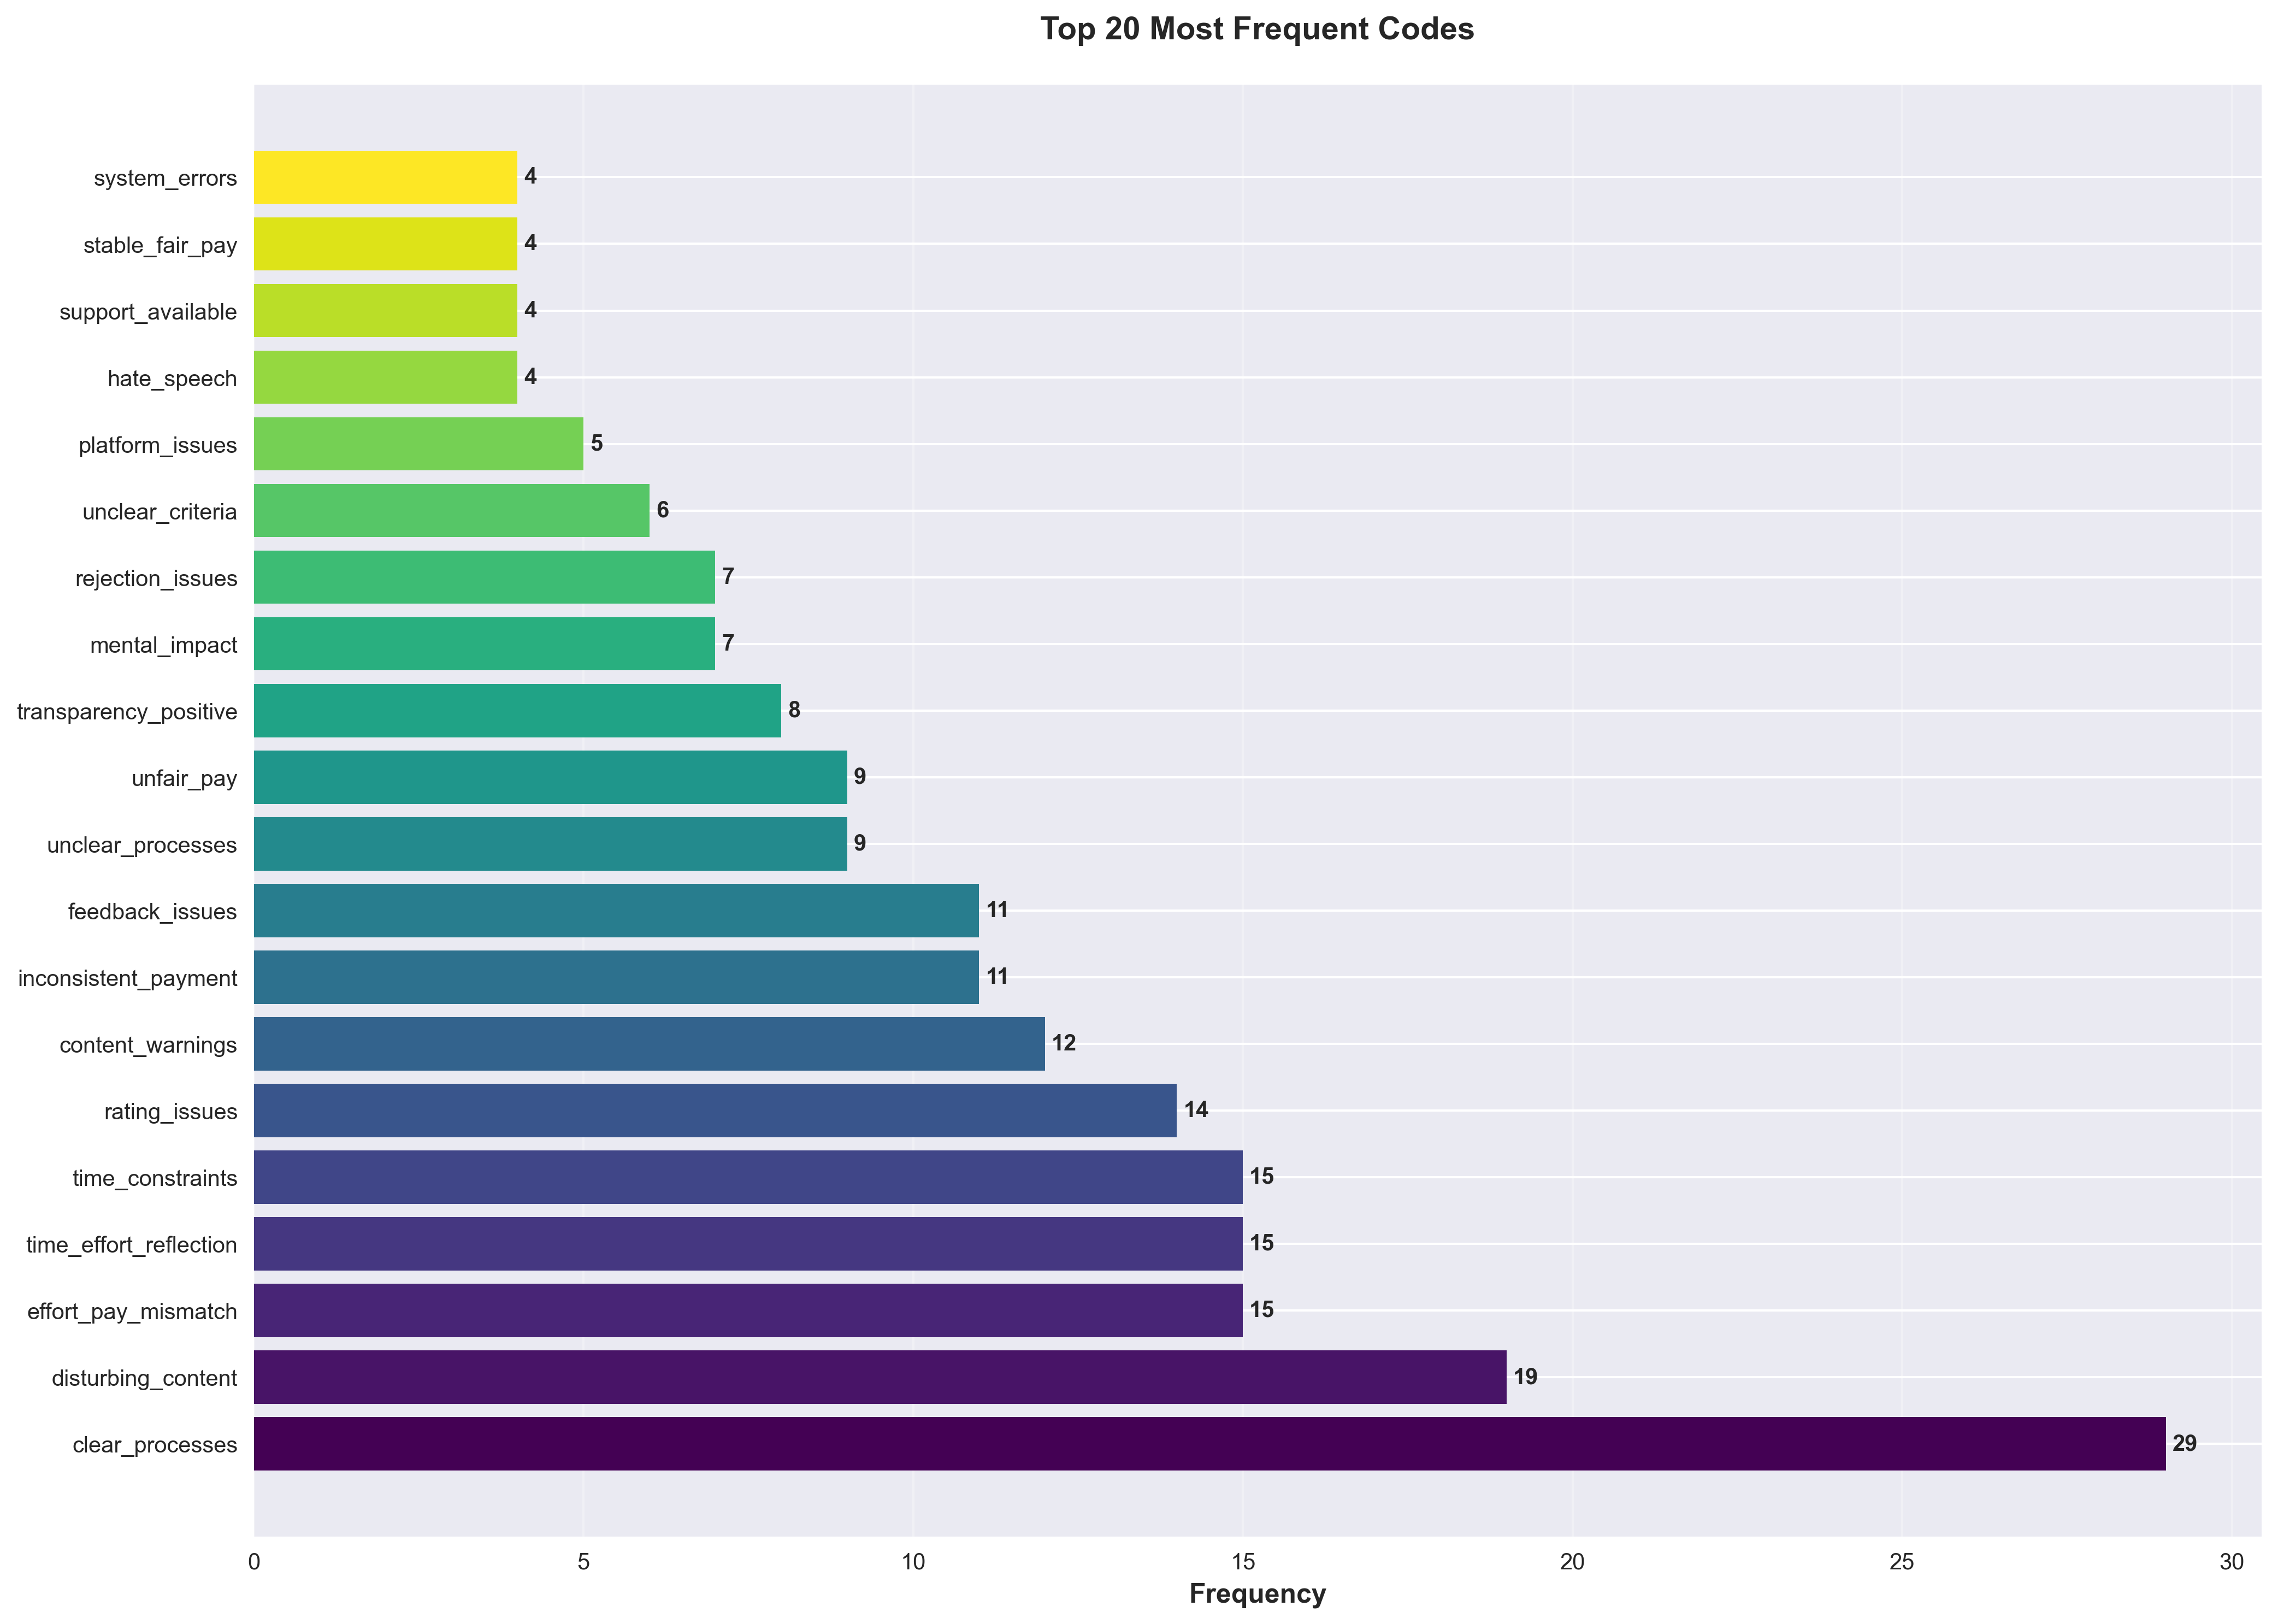 Top 20 Most Frequent Codes
system_errors 4
stable_fair_pay 4
support_available 4
hate_speech 4
platform_issues 5
unclear_criteria 6
rejection_issues 7
mental_impact 7
transparency_positive 8
unfair_pay 9
unclear_processes 9
feedback_issues 11
inconsistent_payment 11
content_warnings 12
rating_issues 14
time_constraints 15
time_effort_reflection 15
effort_pay_mismatch 15
disturbing_content 19
clear_processes 29
0 5 10 15 20 25 30
Frequency